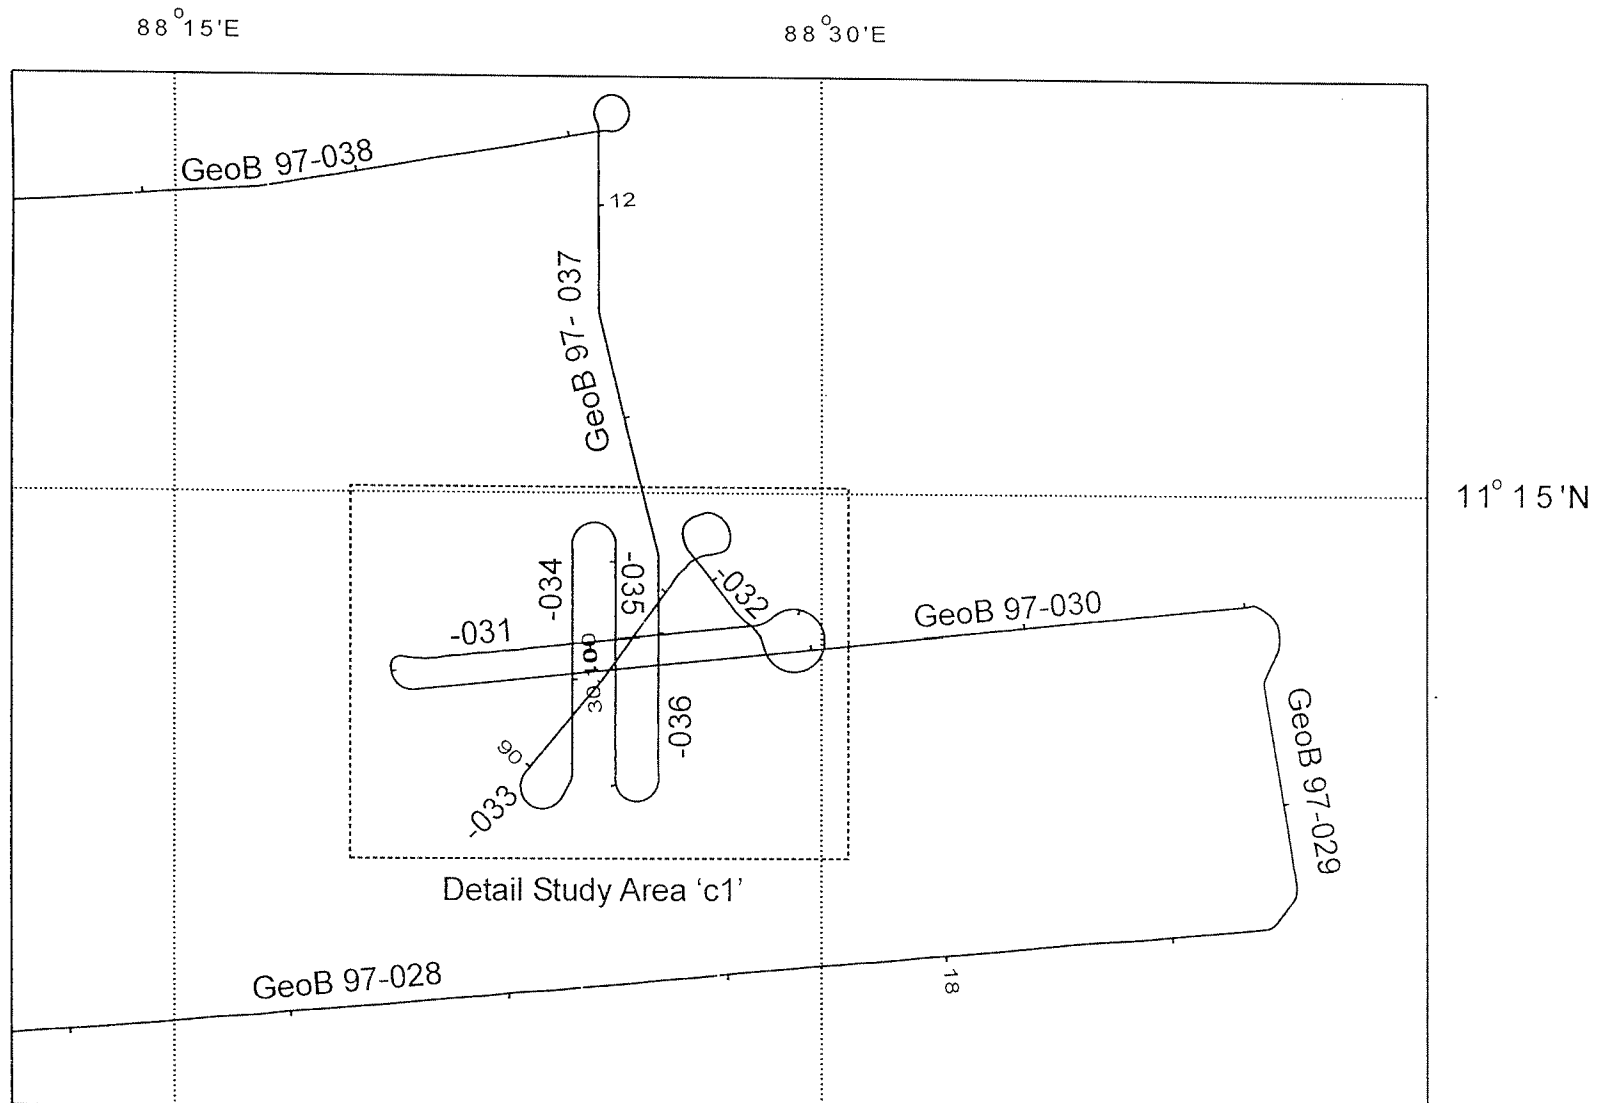 88°15'E
88°30'E
GeoB 97-038
12
GeoB 97- 037
11° 15'N
-034
-035
-032
GeoB 97-030
-031
100
30
-036
90
-033
GeoB 97-029
Detail Study Area ‘c1’
GeoB 97-028
18